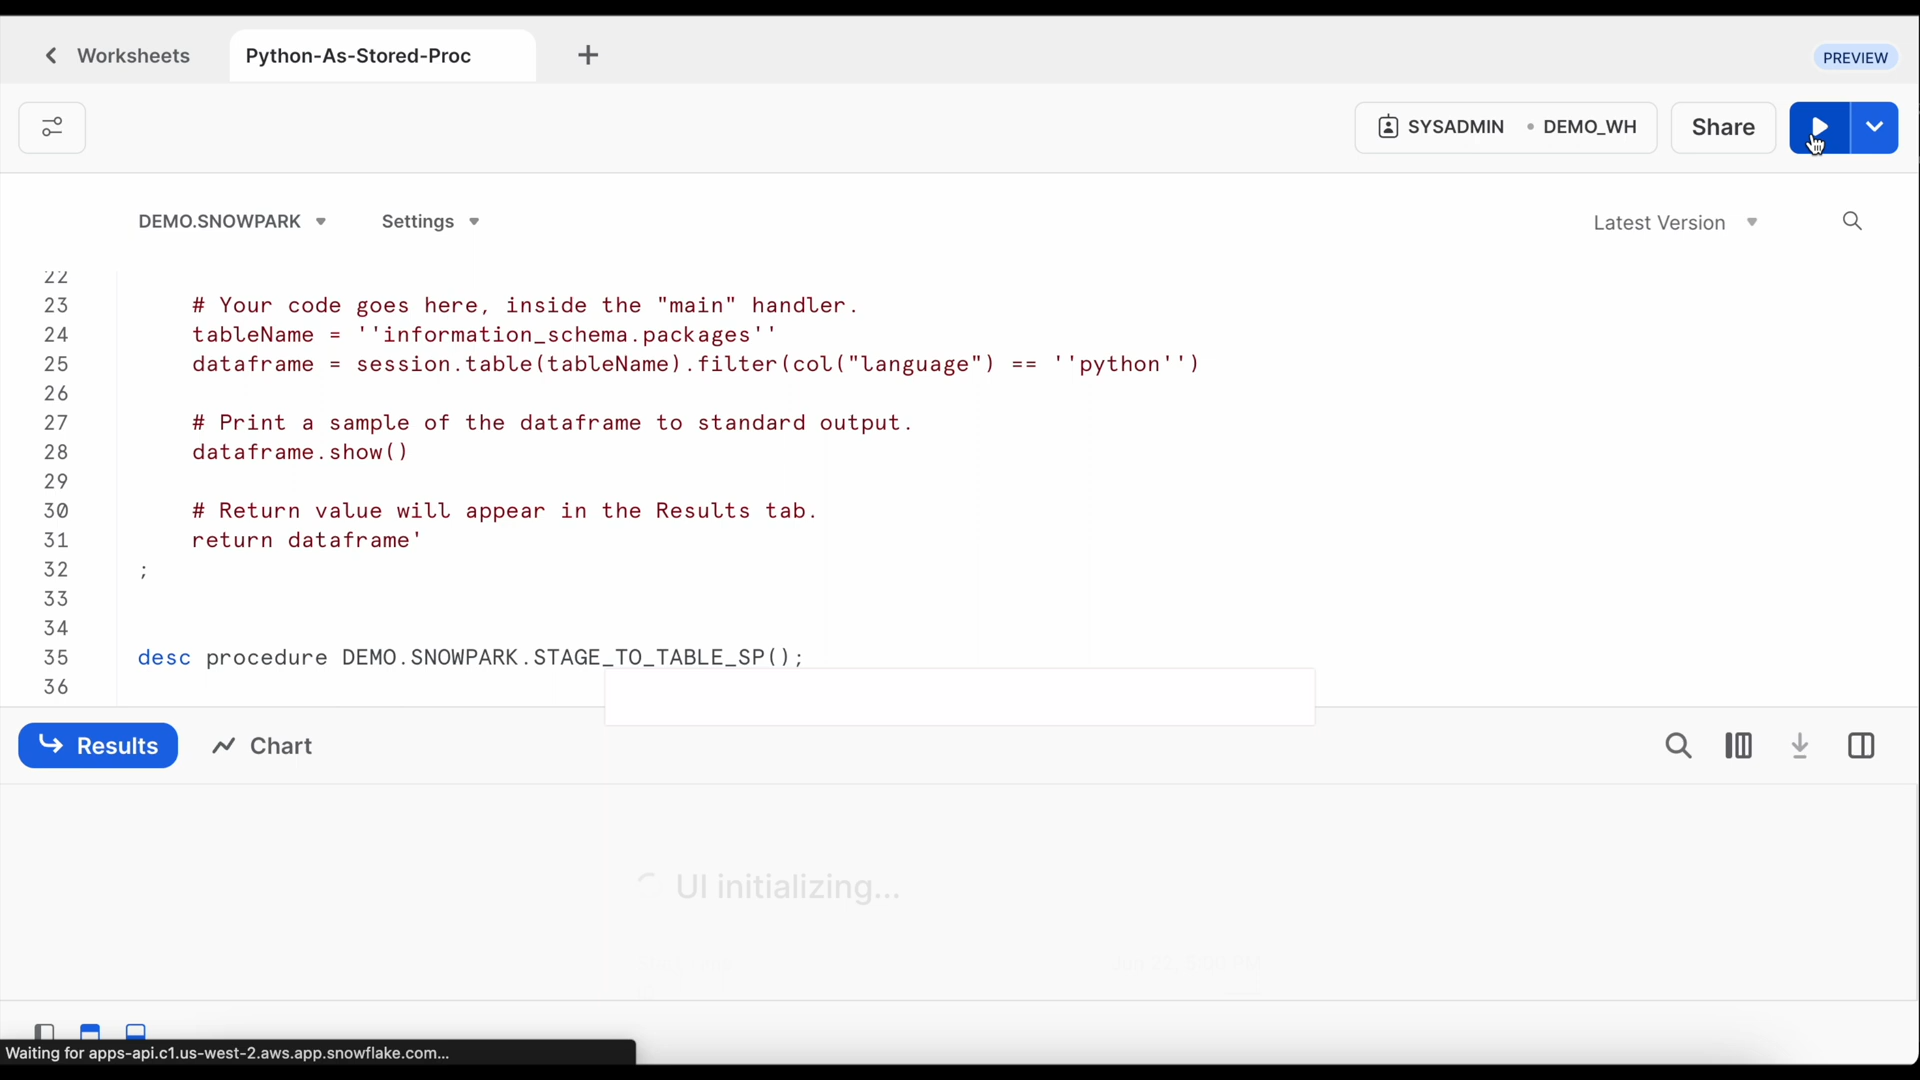 Worksheets
Python-As-Stored-Proc
+
PREVIEW
SYSADMIN • DEMO_WH
Share
DEMO.SNOWPARK
Settings
Latest Version
22
23 # Your code goes here, inside the "main" handler.
24 tableName = ''information_schema.packages''
25 dataframe = session.table(tableName).filter(col("language") == ''python'')
26
27 # Print a sample of the dataframe to standard output.
28 dataframe.show()
29
30 # Return value will appear in the Results tab.
31 return dataframe'
32 ;
33
34
35 desc procedure DEMO.SNOWPARK.STAGE_TO_TABLE_SP();
36
Results
Chart
UI initializing...
Waiting for apps-api.c1.us-west-2.aws.app.snowflake.com...